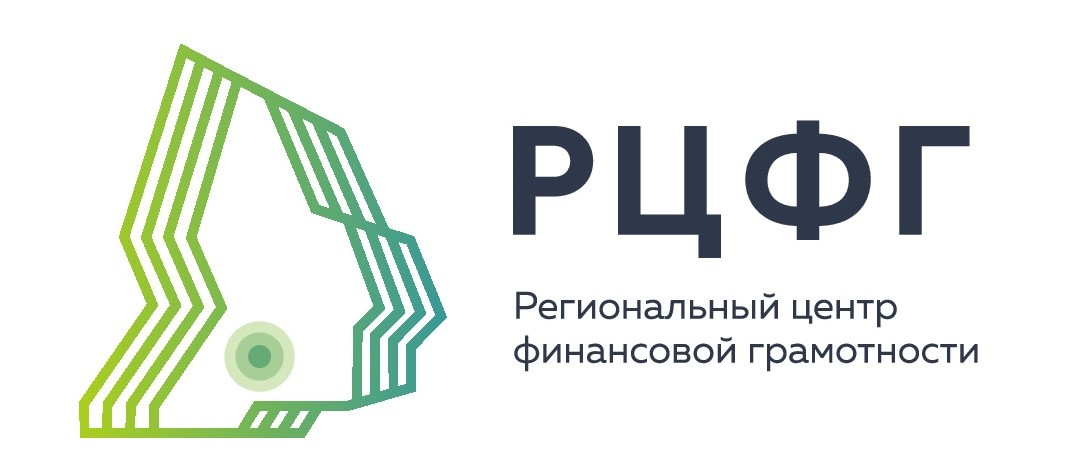 РЦФГ
Региональный центр
финансовой грамотности